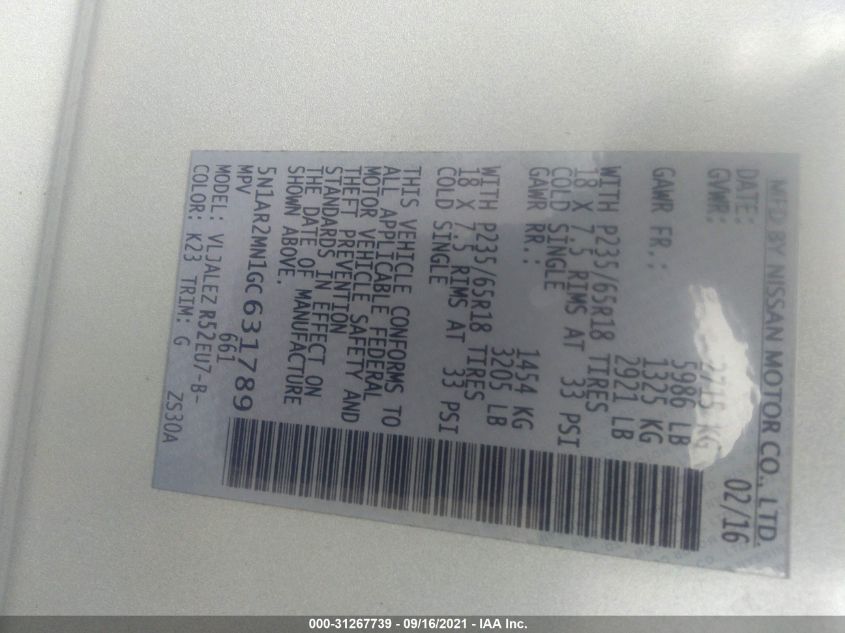 MFD BY NISSAN MOTOR CO., LTD.
DATE: 02/16
GVWR: 2715 KG
5986 LB
GAWR FR.: 1325 KG
2921 LB
WITH P235/65R18 TIRES
18 X 7.5 RIMS AT 33 PSI
COLD SINGLE
GAWR RR.: 1454 KG
3205 LB
WITH P235/65R18 TIRES
18 X 7.5 RIMS AT 33 PSI
COLD SINGLE
THIS VEHICLE CONFORMS TO
ALL APPLICABLE FEDERAL
MOTOR VEHICLE SAFETY AND
THEFT PREVENTION
STANDARDS IN EFFECT ON
THE DATE OF MANUFACTURE
SHOWN ABOVE.
5N1AR2MN1GC631789
MPV 661
MODEL: VLJALEZ R52EU7-B-
COLOR: K23 TRIM: G ZS30A
000-31267739 - 09/16/2021 - IAA Inc.